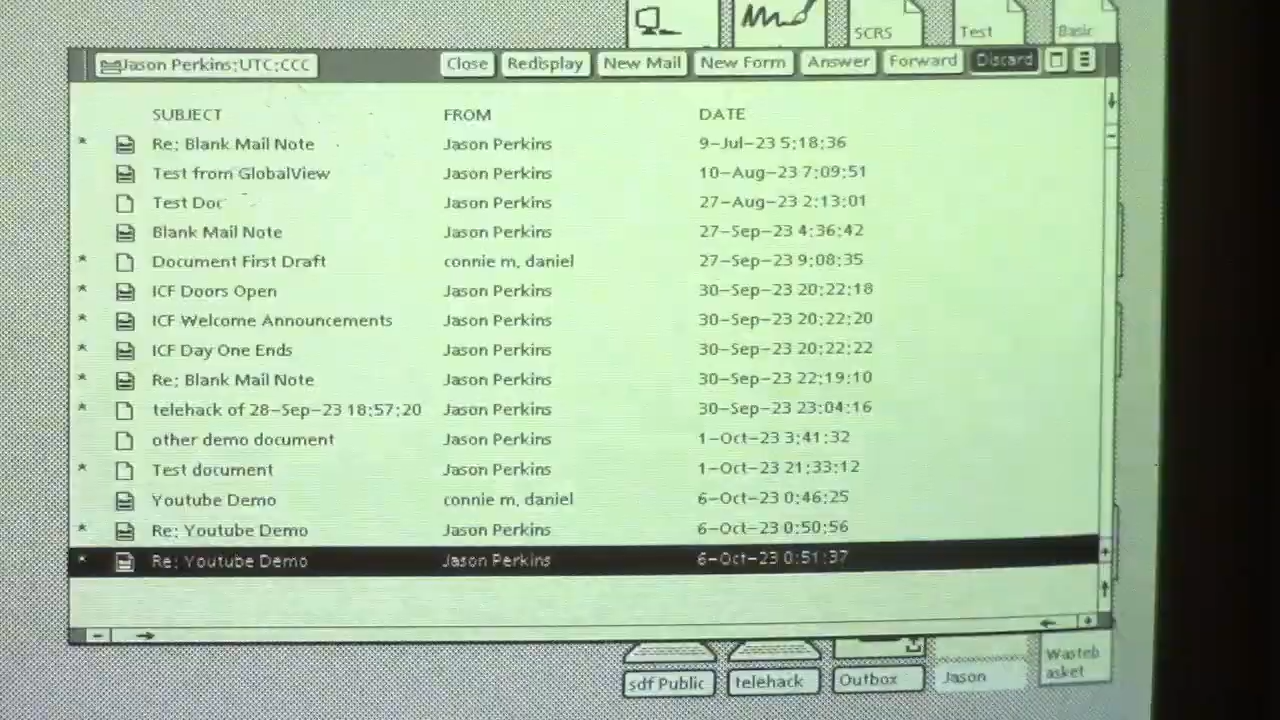 SCRS Test Basic
Jason Perkins:UTC:CCC Close Redisplay New Mail New Form Answer Forward Discard
SUBJECT FROM DATE
* Re: Blank Mail Note Jason Perkins 9-Jul-23 5:18:36
Test from GlobalView Jason Perkins 10-Aug-23 7:09:51
Test Doc Jason Perkins 27-Aug-23 2:13:01
Blank Mail Note Jason Perkins 27-Sep-23 4:36:42
* Document First Draft connie m. daniel 27-Sep-23 9:08:35
* ICF Doors Open Jason Perkins 30-Sep-23 20:22:18
* ICF Welcome Announcements Jason Perkins 30-Sep-23 20:22:20
* ICF Day One Ends Jason Perkins 30-Sep-23 20:22:22
* Re: Blank Mail Note Jason Perkins 30-Sep-23 22:19:10
* telehack of 28-Sep-23 18:57:20 Jason Perkins 30-Sep-23 23:04:16
other demo document Jason Perkins 1-Oct-23 3:41:32
* Test document Jason Perkins 1-Oct-23 21:33:12
Youtube Demo connie m. daniel 6-Oct-23 0:46:25
* Re: Youtube Demo Jason Perkins 6-Oct-23 0:50:56
* Re: Youtube Demo Jason Perkins 6-Oct-23 0:51:37
sdf Public telehack Outbox Jason Wasteb
asket